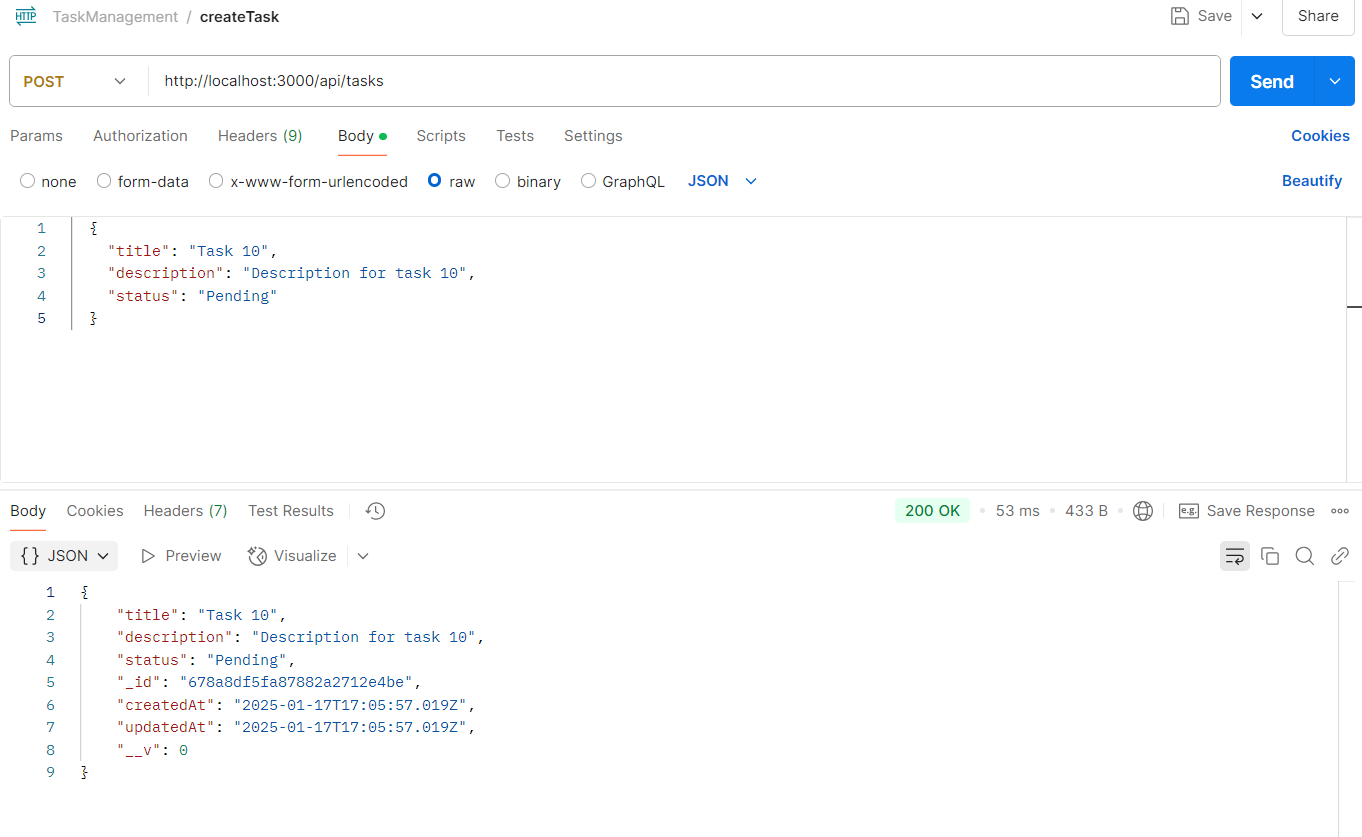 HTTP TaskManagement / createTask Save Share
POST http://localhost:3000/api/tasks Send
Params Authorization Headers (9) Body Scripts Tests Settings Cookies
none form-data x-www-form-urlencoded raw binary GraphQL JSON Beautify
1 {
2 "title": "Task 10",
3 "description": "Description for task 10",
4 "status": "Pending"
5 }
Body Cookies Headers (7) Test Results 200 OK 53 ms 433 B e.g. Save Response
{} JSON Preview Visualize
1 {
2 "title": "Task 10",
3 "description": "Description for task 10",
4 "status": "Pending",
5 "_id": "678a8df5fa87882a2712e4be",
6 "createdAt": "2025-01-17T17:05:57.019Z",
7 "updatedAt": "2025-01-17T17:05:57.019Z",
8 "__v": 0
9 }